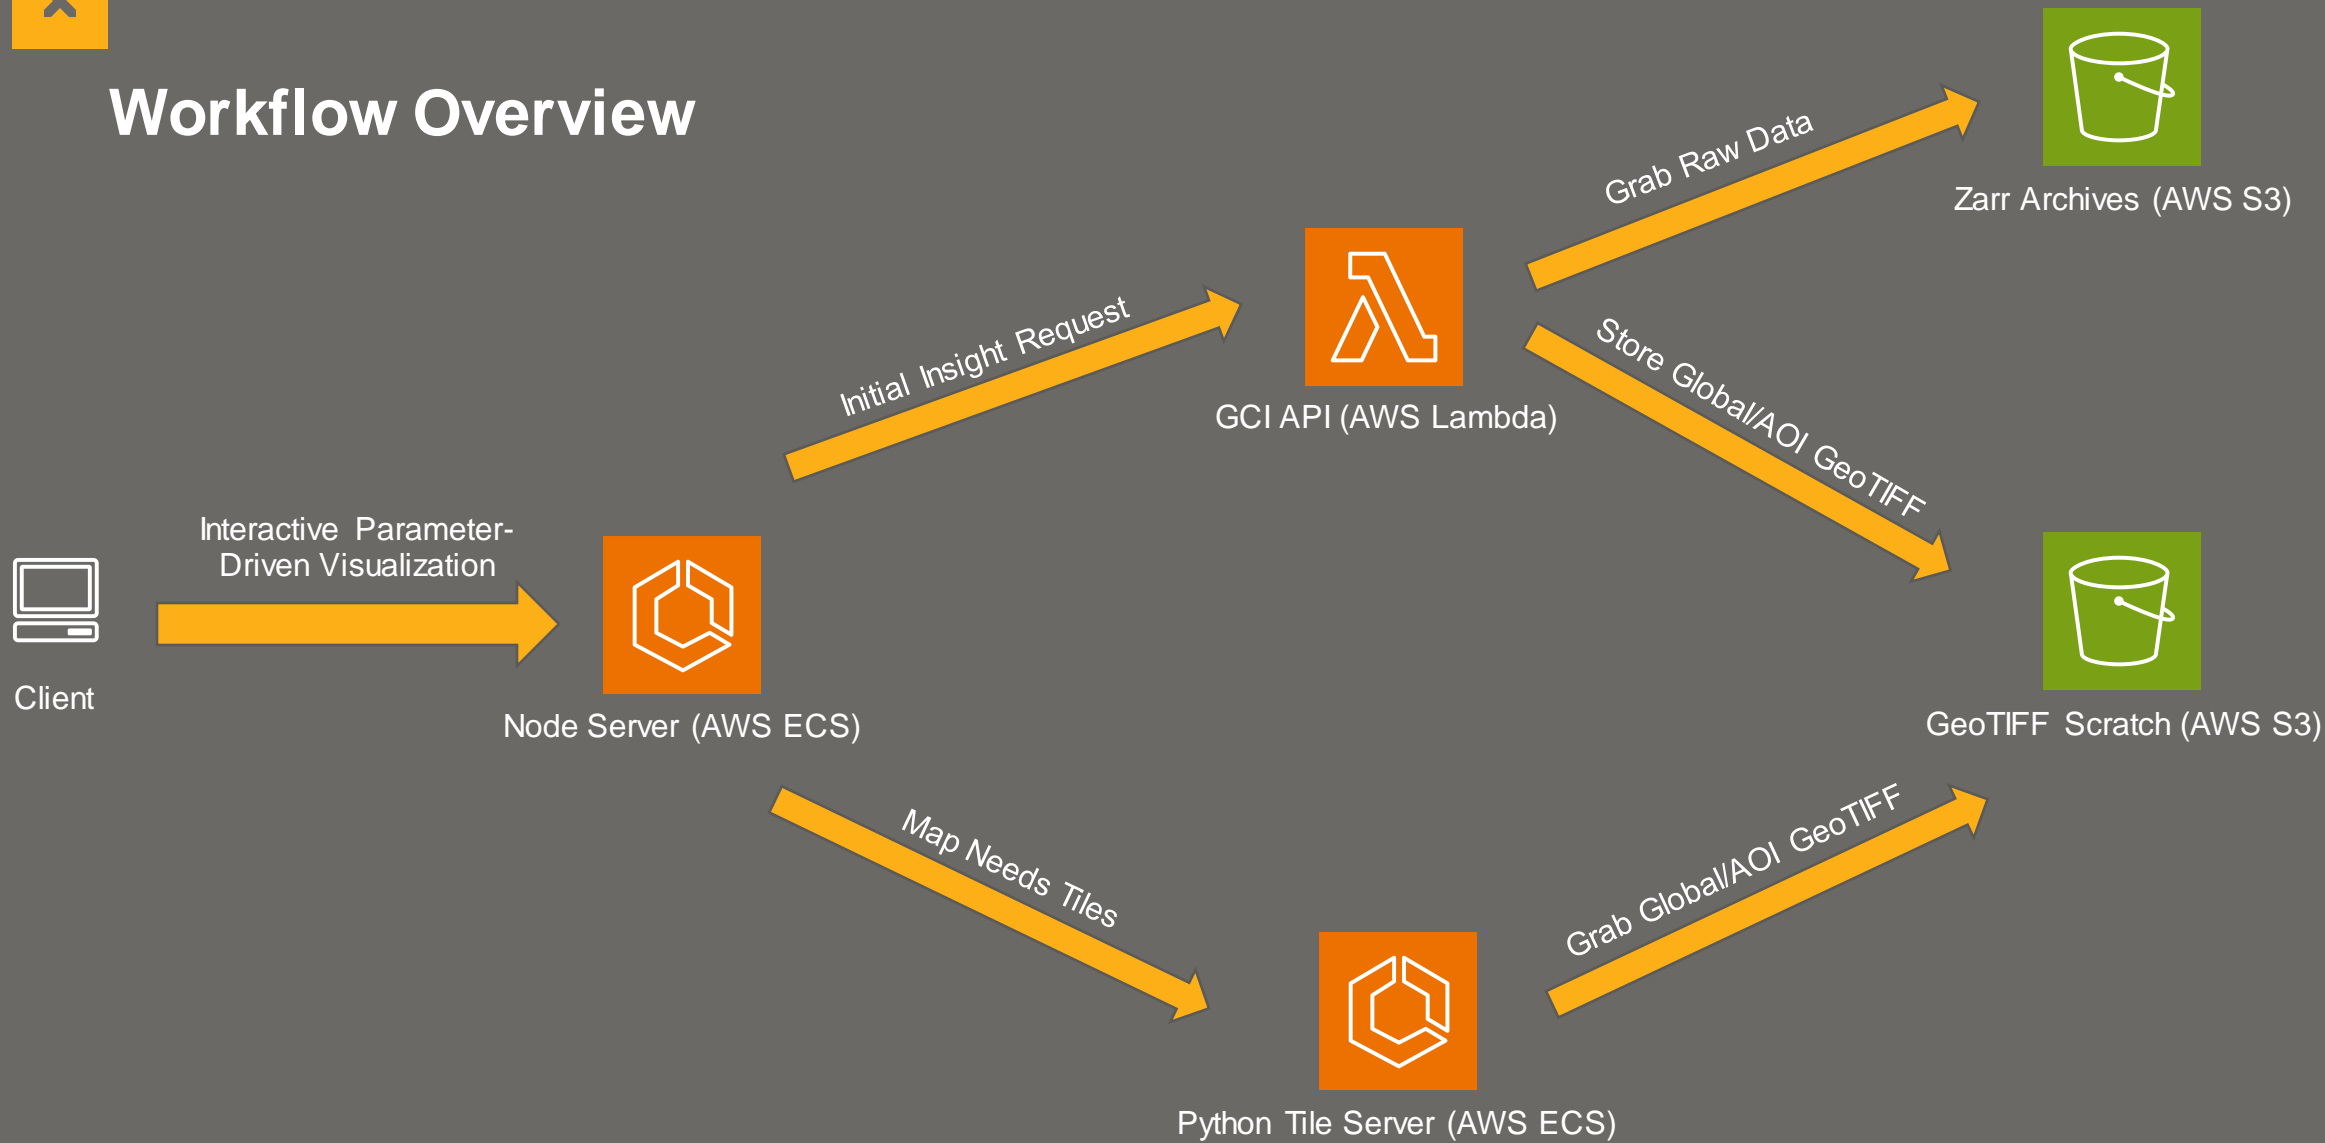 Workflow Overview
Grab Raw Data
Zarr Archives (AWS S3)
Initial Insight Request
GCI API (AWS Lambda)
Store Global/AOI GeoTIFF
Interactive Parameter-
Driven Visualization
Client
Node Server (AWS ECS)
GeoTIFF Scratch (AWS S3)
Map Needs Tiles
Grab Global/AOI GeoTIFF
Python Tile Server (AWS ECS)